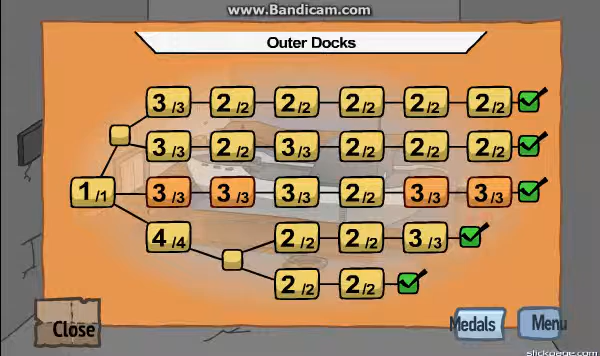 www.Bandicam.com
Outer Docks
3/3 2/2 2/2 2/2 2/2 2/2
3/3 2/2 3/3 2/2 2/2 2/2
1/1 3/3 3/3 3/3 2/2 3/3 3/3
4/4 2/2 2/2 3/3
2/2 2/2
Close Medals Menu
slickpage.com